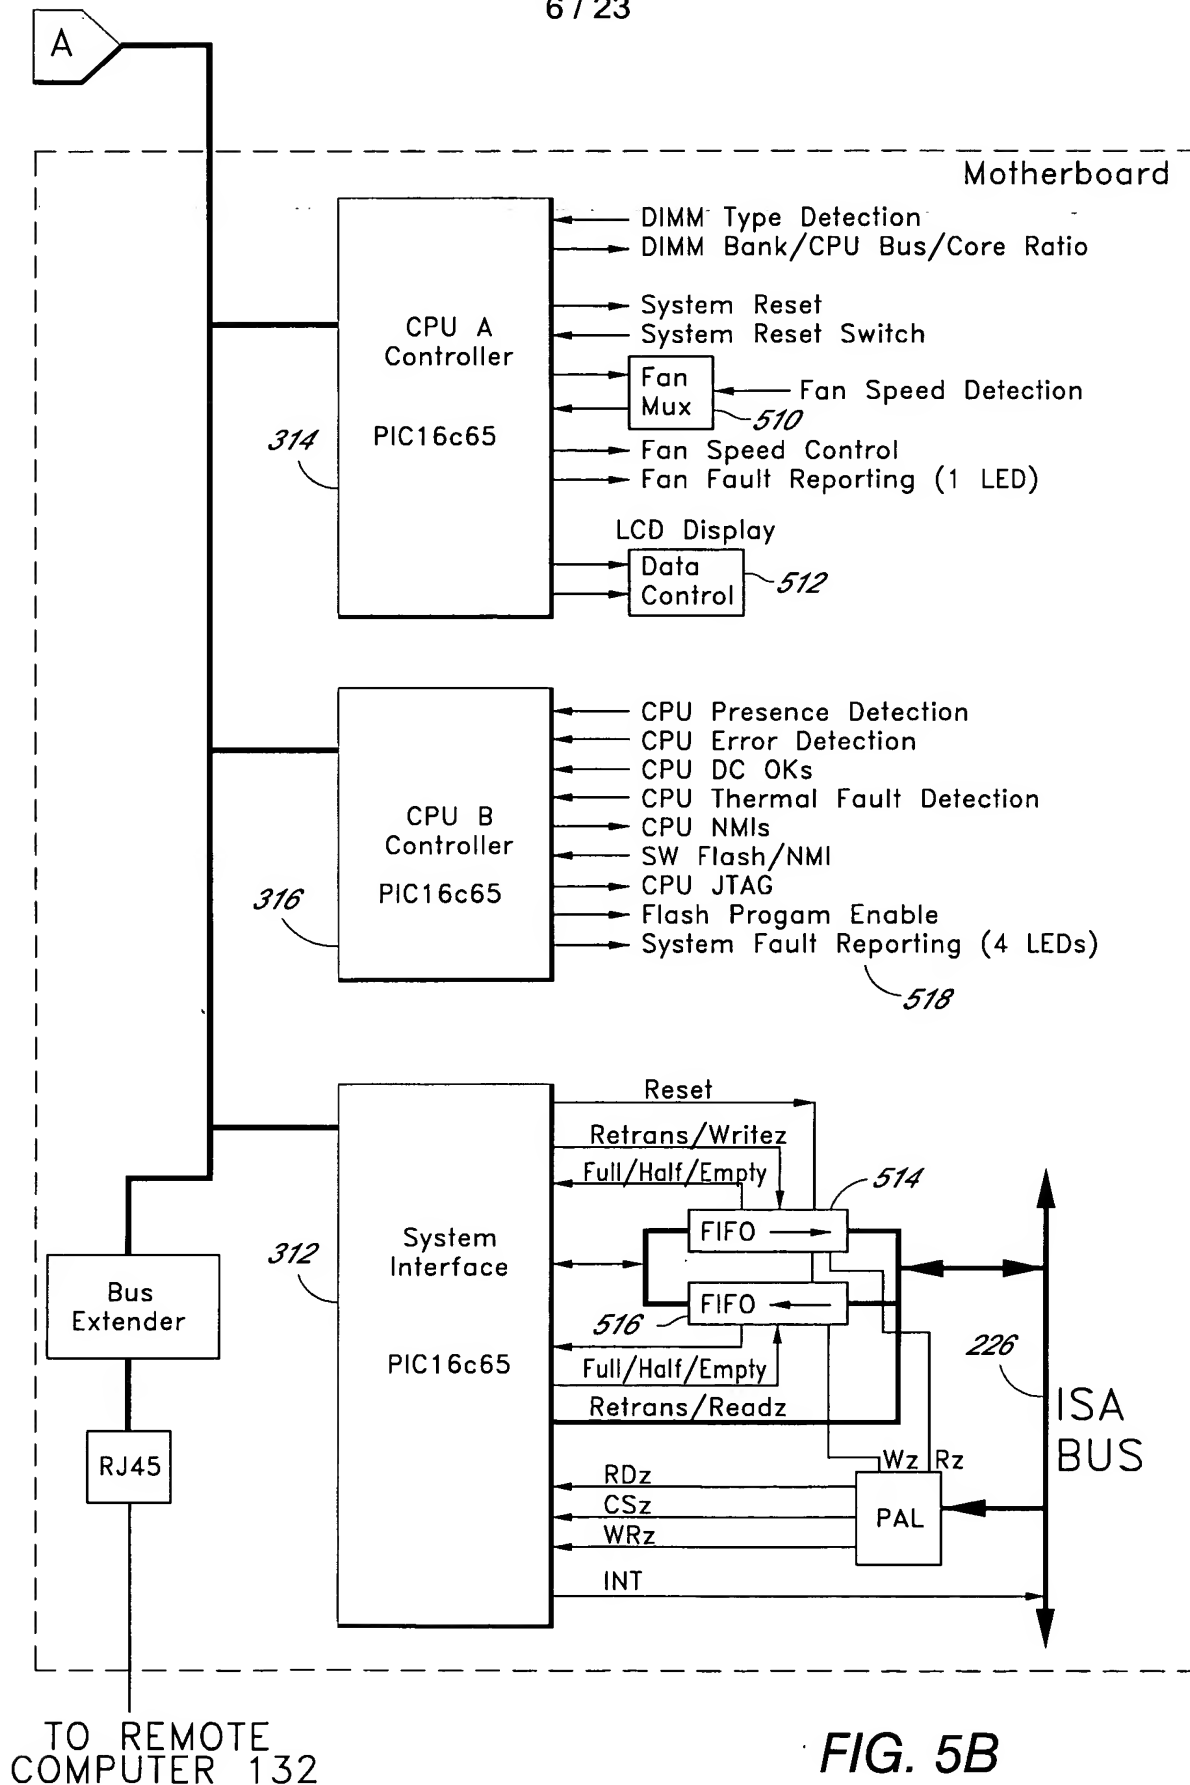 6 / 23
A
Motherboard
DIMM Type Detection
DIMM Bank/CPU Bus/Core Ratio
System Reset
System Reset Switch
CPU A
Controller
PIC16c65
314
Fan
Mux
510
Fan Speed Detection
Fan Speed Control
Fan Fault Reporting (1 LED)
LCD Display
Data
Control
512
CPU Presence Detection
CPU Error Detection
CPU DC OKs
CPU Thermal Fault Detection
CPU NMIs
SW Flash/NMI
CPU JTAG
Flash Progam Enable
System Fault Reporting (4 LEDs)
518
CPU B
Controller
PIC16c65
316
Reset
Retrans/Writez
Full/Half/Empty
514
FIFO
System
Interface
PIC16c65
312
FIFO
516
Full/Half/Empty
Retrans/Readz
226
ISA
BUS
Wz Rz
RDz
CSz
WRz
PAL
INT
Bus
Extender
RJ45
TO REMOTE
COMPUTER 132
FIG. 5B